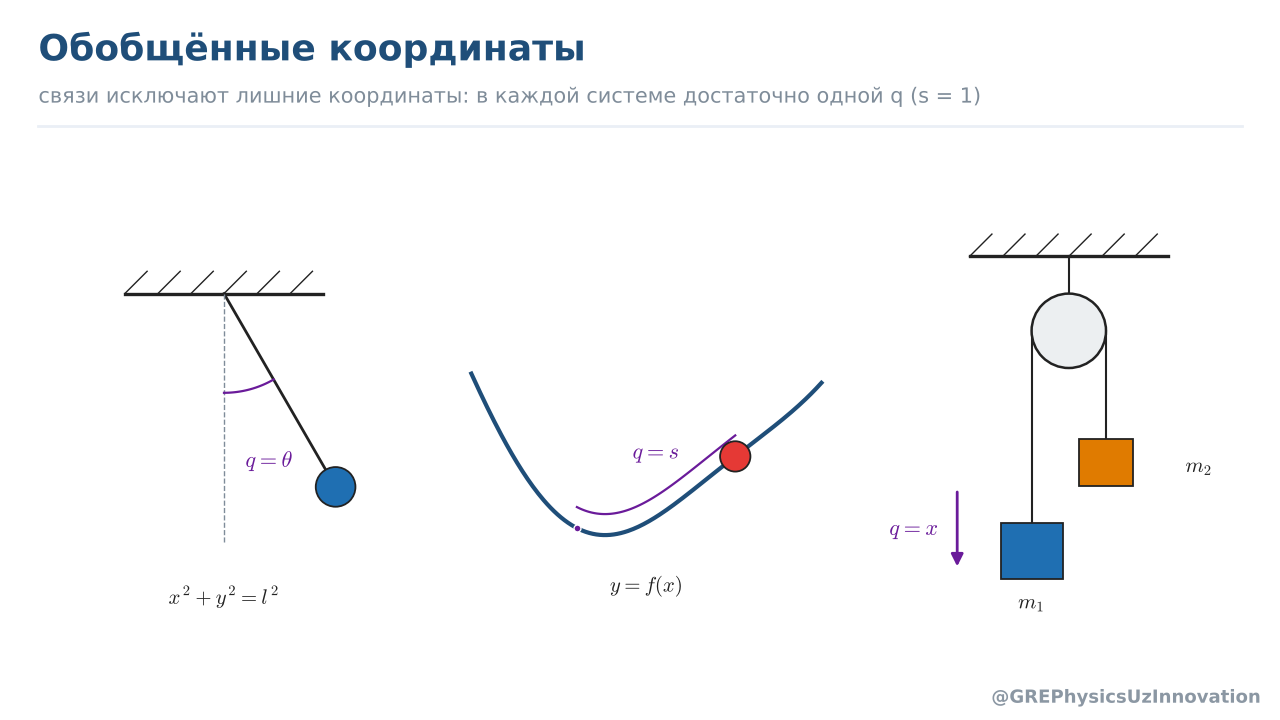 Обобщённые координаты
связи исключают лишние координаты: в каждой системе достаточно одной q (s = 1)
q = θ
x² + y² = l²
q = s
y = f(x)
q = x
m₂
m₁
@GREPhysicsUzInnovation